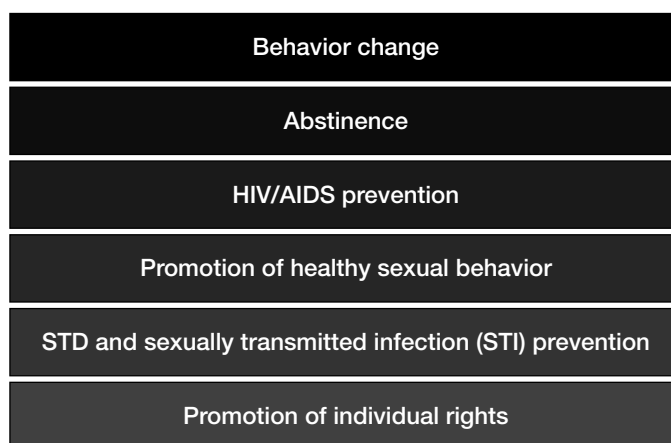 Behavior change
Abstinence
HIV/AIDS prevention
Promotion of healthy sexual behavior
STD and sexually transmitted infection (STI) prevention
Promotion of individual rights